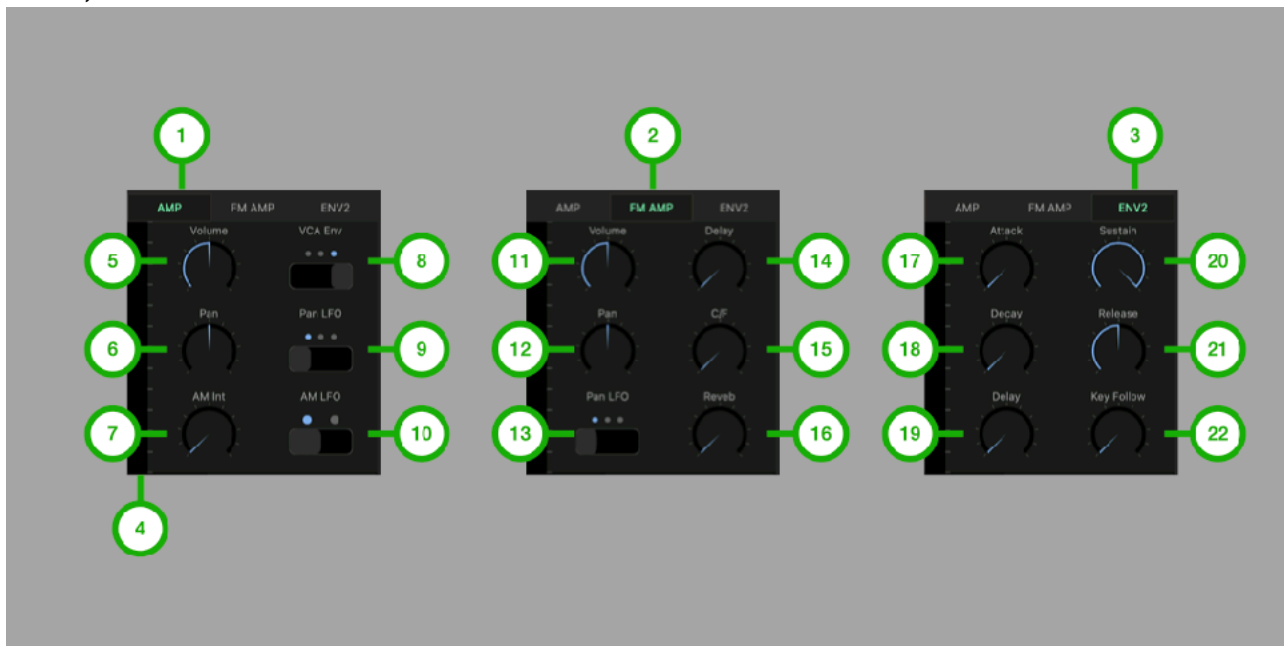 1
2
3
AMP FM AMP ENV2
AMP FM AMP ENV2
AMP FM AMP ENV2
Volume VCA Env
Volume Delay
Attack Sustain
5
8
11
14
17
20
Pan Pan LFO
Pan C/F
Decay Release
6
9
12
15
18
21
AM Int AM LFO
Pan LFO Reveb
Delay Key Follow
7
10
13
16
19
22
4